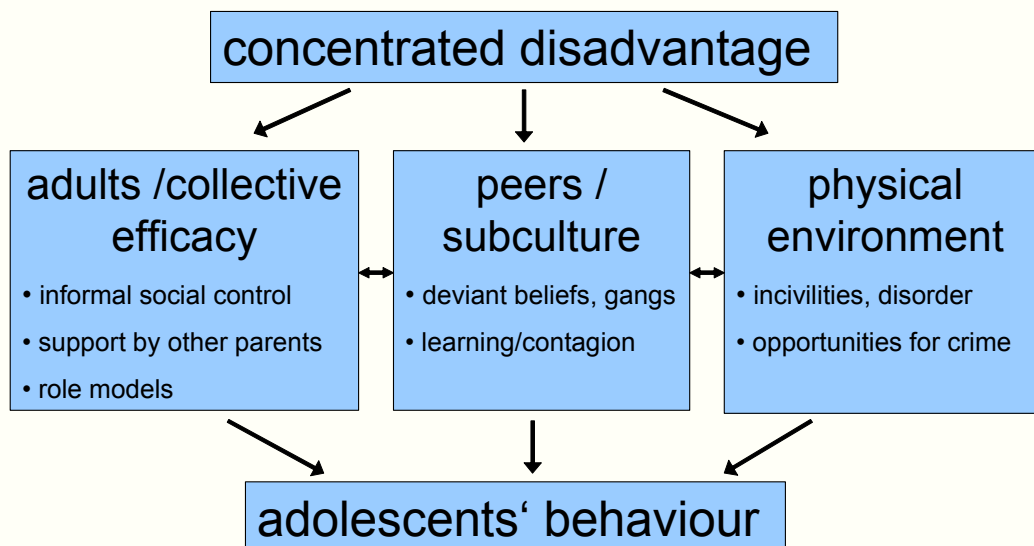 concentrated disadvantage
adults /collective
efficacy
• informal social control
• support by other parents
• role models
peers /
subculture
• deviant beliefs, gangs
• learning/contagion
physical
environment
• incivilities, disorder
• opportunities for crime
adolescents‘ behaviour